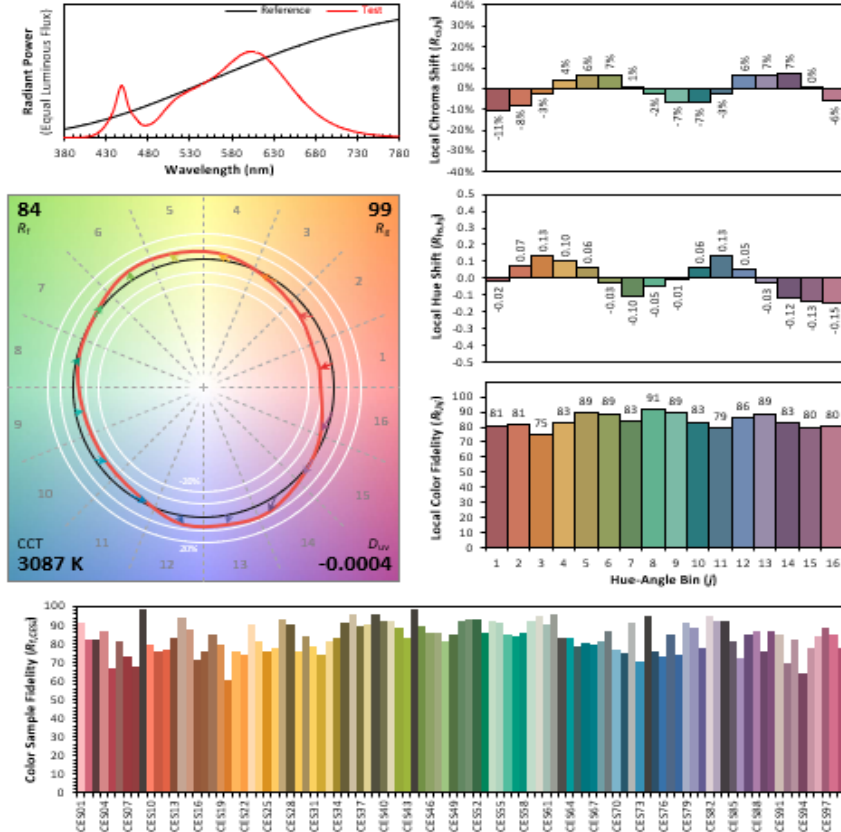 Reference Test
Radiant Power
(Equal Luminous Flux)
380 430 480 530 580 630 680 730 780
Wavelength (nm)
Local Chroma Shift (Rcs,hj)
40%
30%
20%
10%
0%
-10%
-20%
-30%
-40%
-11% -8% -3% 4% 6% 7% 1% -2% -7% -7% -3% 6% 7% 7% 0% -6%
84
Rf
99
Rg
1 2 3 4 5 6 7 8 9 10 11 12 13 14 15 16
-20%
20%
CCT
3087 K
Duv
-0.0004
Local Hue Shift (Rhs,hj)
0.5
0.4
0.3
0.2
0.1
0.0
-0.1
-0.2
-0.3
-0.4
-0.5
-0.02 0.07 0.13 0.10 0.06 -0.03 -0.10 -0.05 -0.01 0.06 0.13 0.05 -0.03 -0.12 -0.13 -0.15
Local Color Fidelity (Rf,hj)
100
90
80
70
60
50
40
30
20
10
0
81 81 75 83 89 89 83 91 89 83 79 86 89 83 80 80
1 2 3 4 5 6 7 8 9 10 11 12 13 14 15 16
Hue-Angle Bin (j)
Color Sample Fidelity (Rf,CESi)
100
90
80
70
60
50
40
30
20
10
0
CES01 CES04 CES07 CES10 CES13 CES16 CES19 CES22 CES25 CES28 CES31 CES34 CES37 CES40 CES43 CES46 CES49 CES52 CES55 CES58 CES61 CES64 CES67 CES70 CES73 CES76 CES79 CES82 CES85 CES88 CES91 CES94 CES97